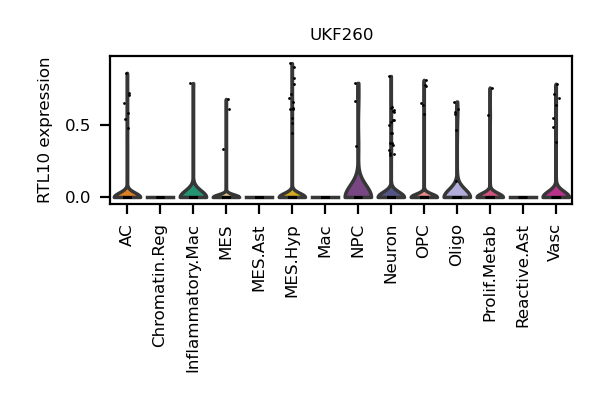 UKF260
RTL10 expression
0.5
0.0
AC
Chromatin.Reg
Inflammatory.Mac
MES
MES.Ast
MES.Hyp
Mac
NPC
Neuron
OPC
Oligo
Prolif.Metab
Reactive.Ast
Vasc